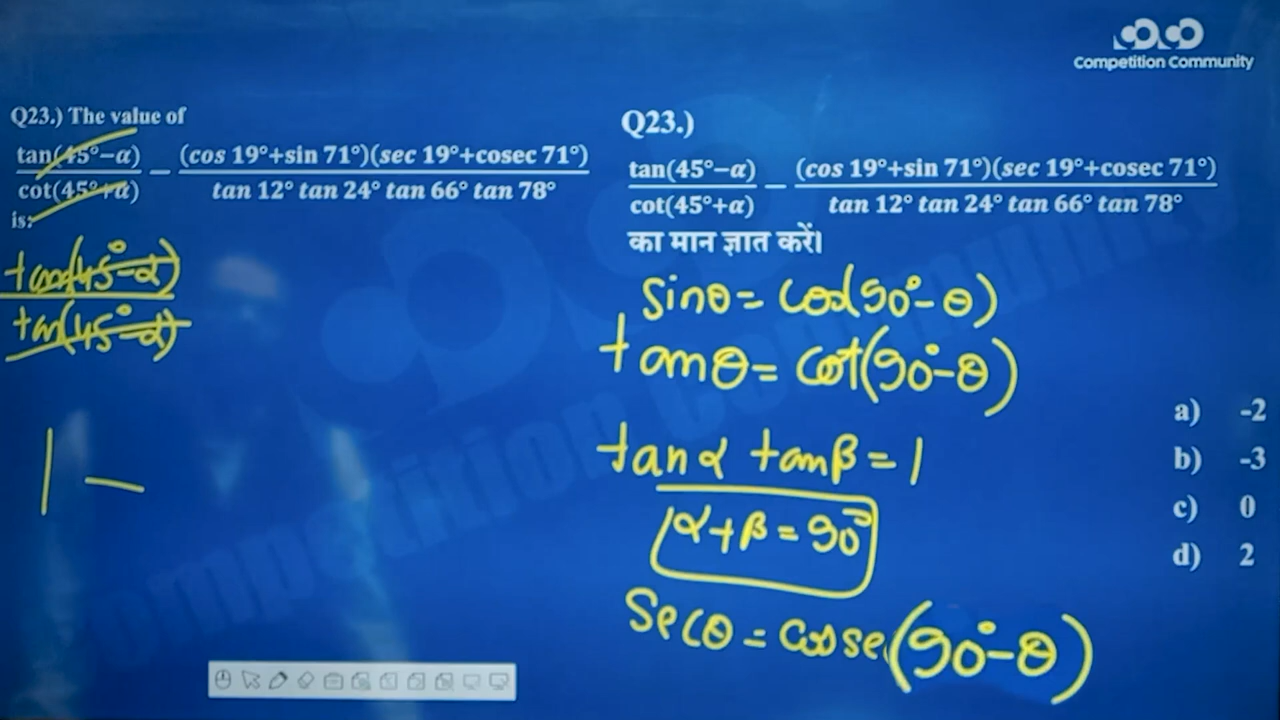 Competition Community
Q23.) The value of
tan(45°−α)/cot(45°+α) − (cos 19°+sin 71°)(sec 19°+cosec 71°)/tan 12° tan 24° tan 66° tan 78°
is:
tan(45°-α)
tan(45°-α)
1 -
Q23.)
tan(45°−α)/cot(45°+α) − (cos 19°+sin 71°)(sec 19°+cosec 71°)/tan 12° tan 24° tan 66° tan 78°
का मान ज्ञात करें।
sinθ = cos(90°-θ)
tanθ = cot(90°-θ)
tanα tanβ = 1
α+β = 90°
Secθ = cosec(90°-θ)
a) -2
b) -3
c) 0
d) 2
competition community